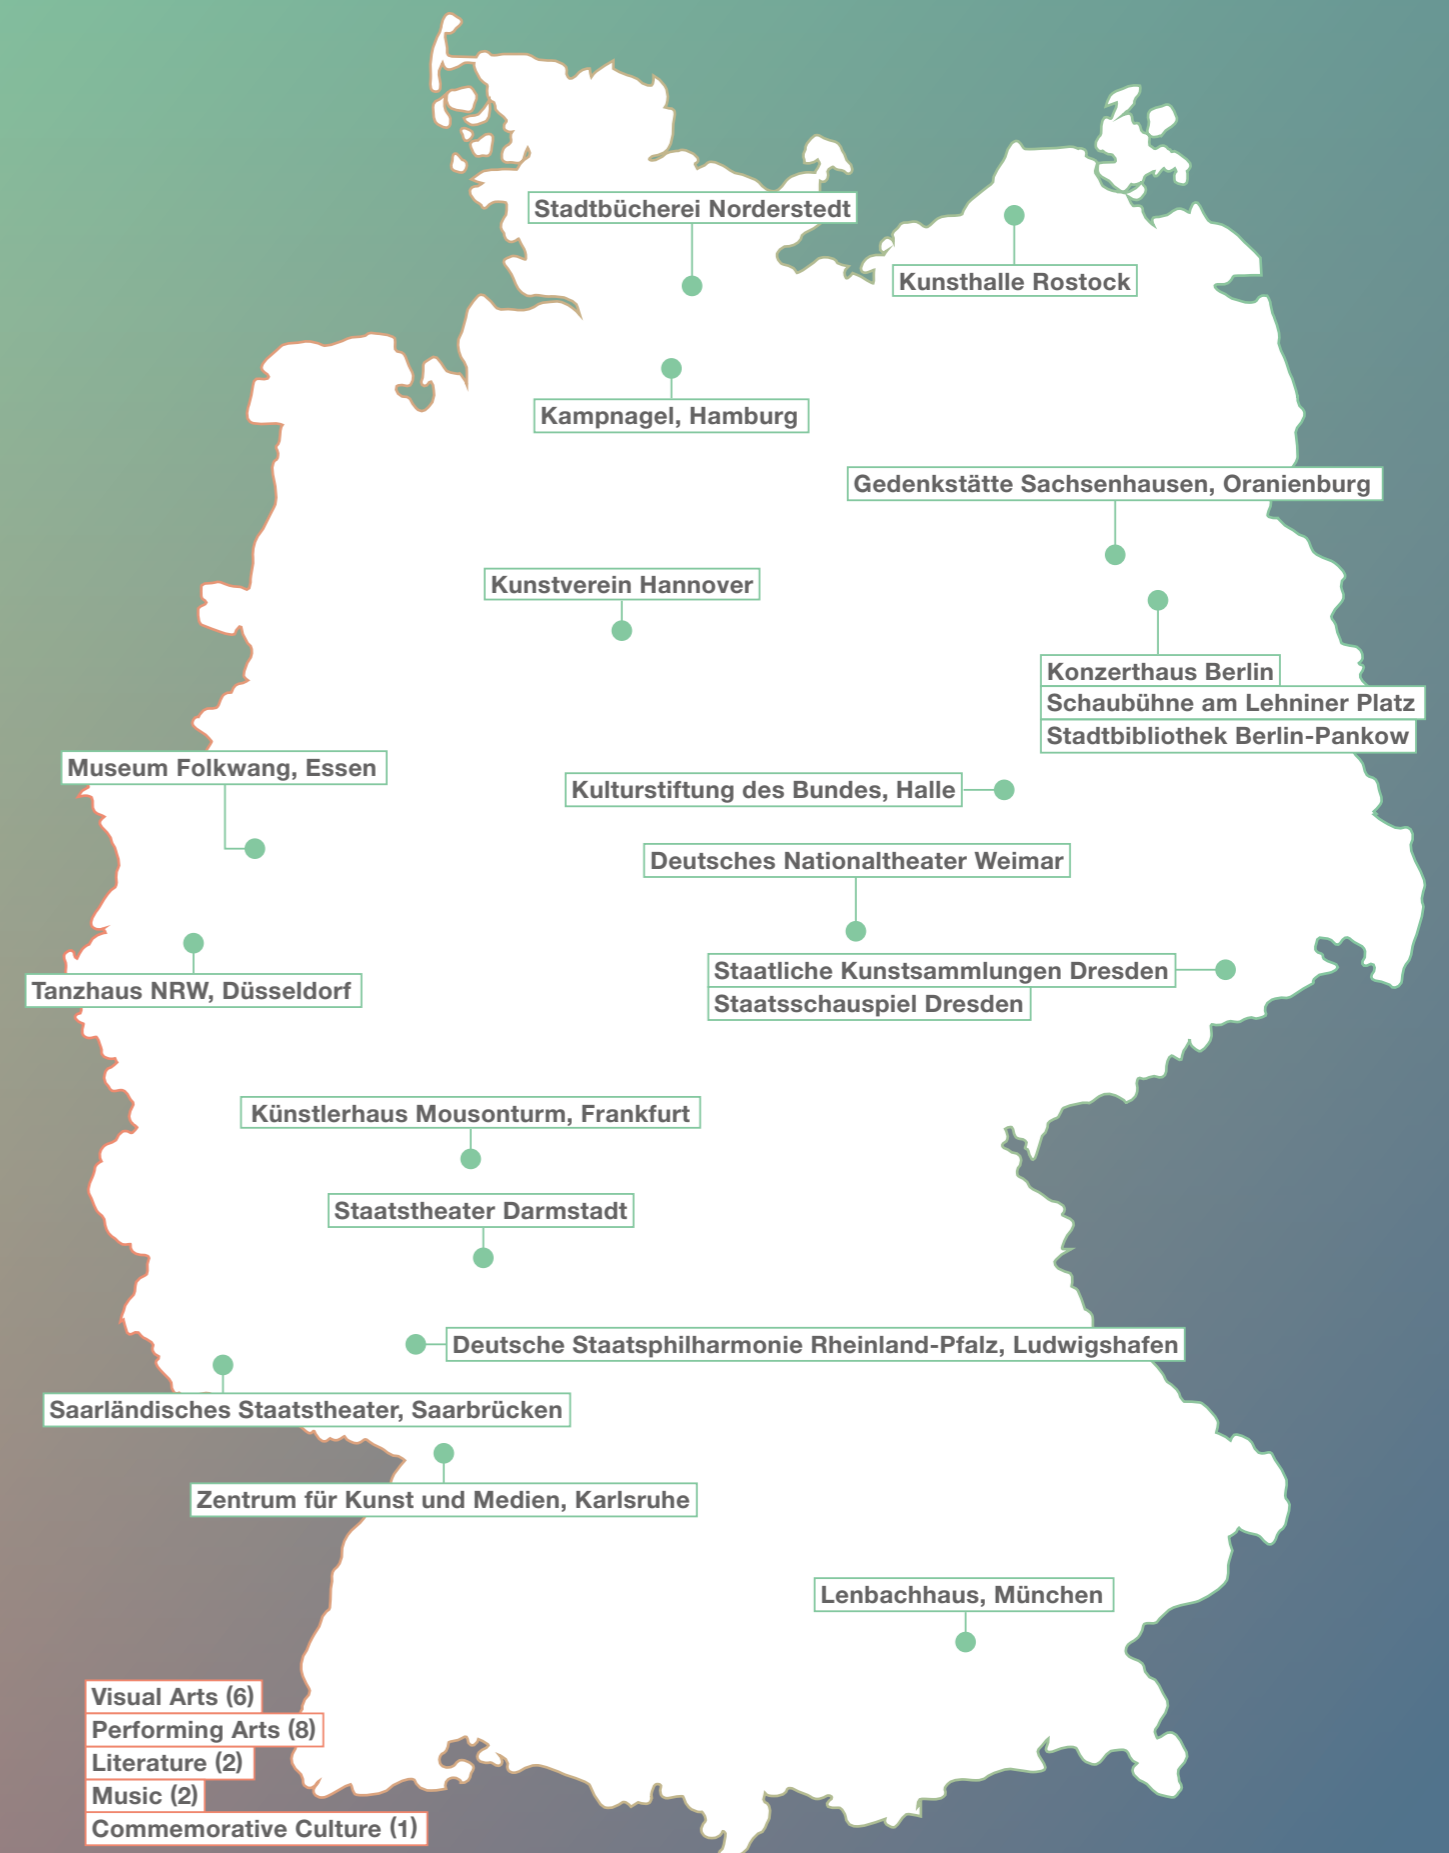 Stadtbücherei Norderstedt
Kunsthalle Rostock
Kampnagel, Hamburg
Gedenkstätte Sachsenhausen, Oranienburg
Kunstverein Hannover
Konzerthaus Berlin
Schaubühne am Lehniner Platz
Stadtbibliothek Berlin-Pankow
Museum Folkwang, Essen
Kulturstiftung des Bundes, Halle
Deutsches Nationaltheater Weimar
Staatliche Kunstsammlungen Dresden
Staatsschauspiel Dresden
Tanzhaus NRW, Düsseldorf
Künstlerhaus Mousonturm, Frankfurt
Staatstheater Darmstadt
Deutsche Staatsphilharmonie Rheinland-Pfalz, Ludwigshafen
Saarländisches Staatstheater, Saarbrücken
Zentrum für Kunst und Medien, Karlsruhe
Lenbachhaus, München
Visual Arts (6)
Performing Arts (8)
Literature (2)
Music (2)
Commemorative Culture (1)